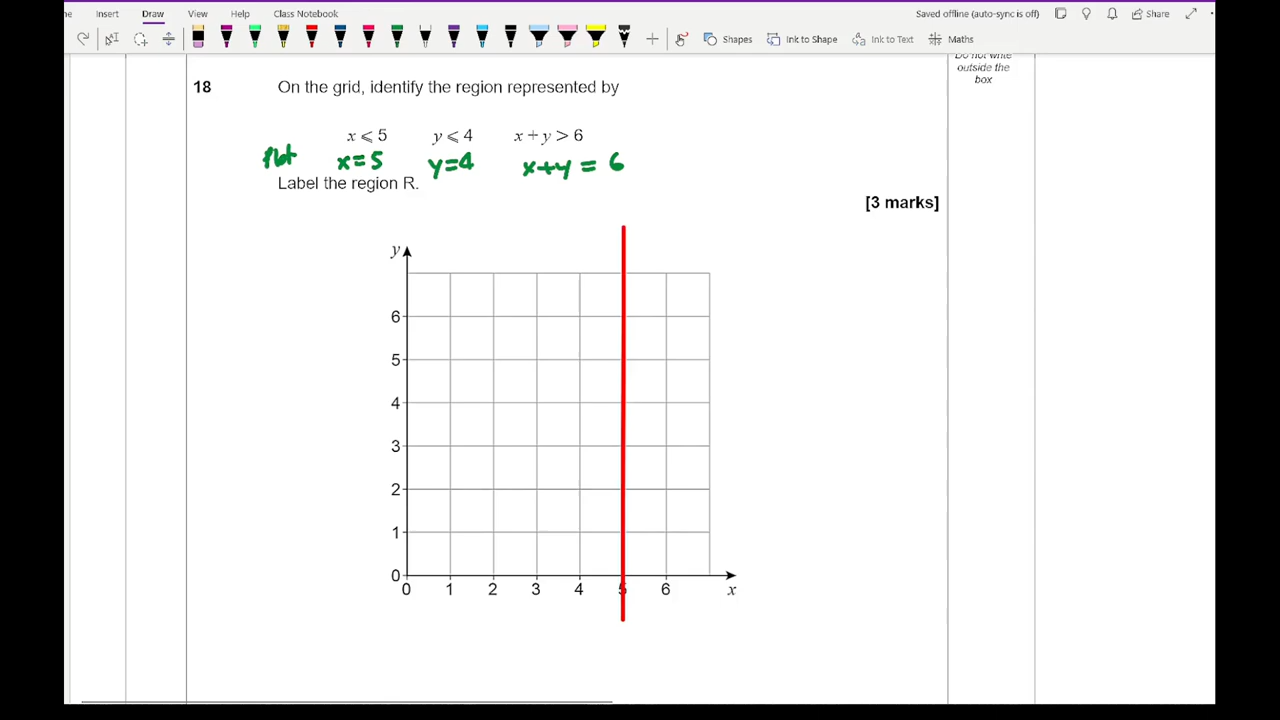 Insert Draw View Help Class Notebook Saved offline (auto-sync is off) Share
Shapes Ink to Shape Ink to Text Maths
Do not write
outside the
box
18 On the grid, identify the region represented by
x ⩽ 5 y ⩽ 4 x + y > 6
Plot x=5 y=4 x+y = 6
Label the region R.
[3 marks]
y
6
5
4
3
2
1
0
0 1 2 3 4 5 6 x